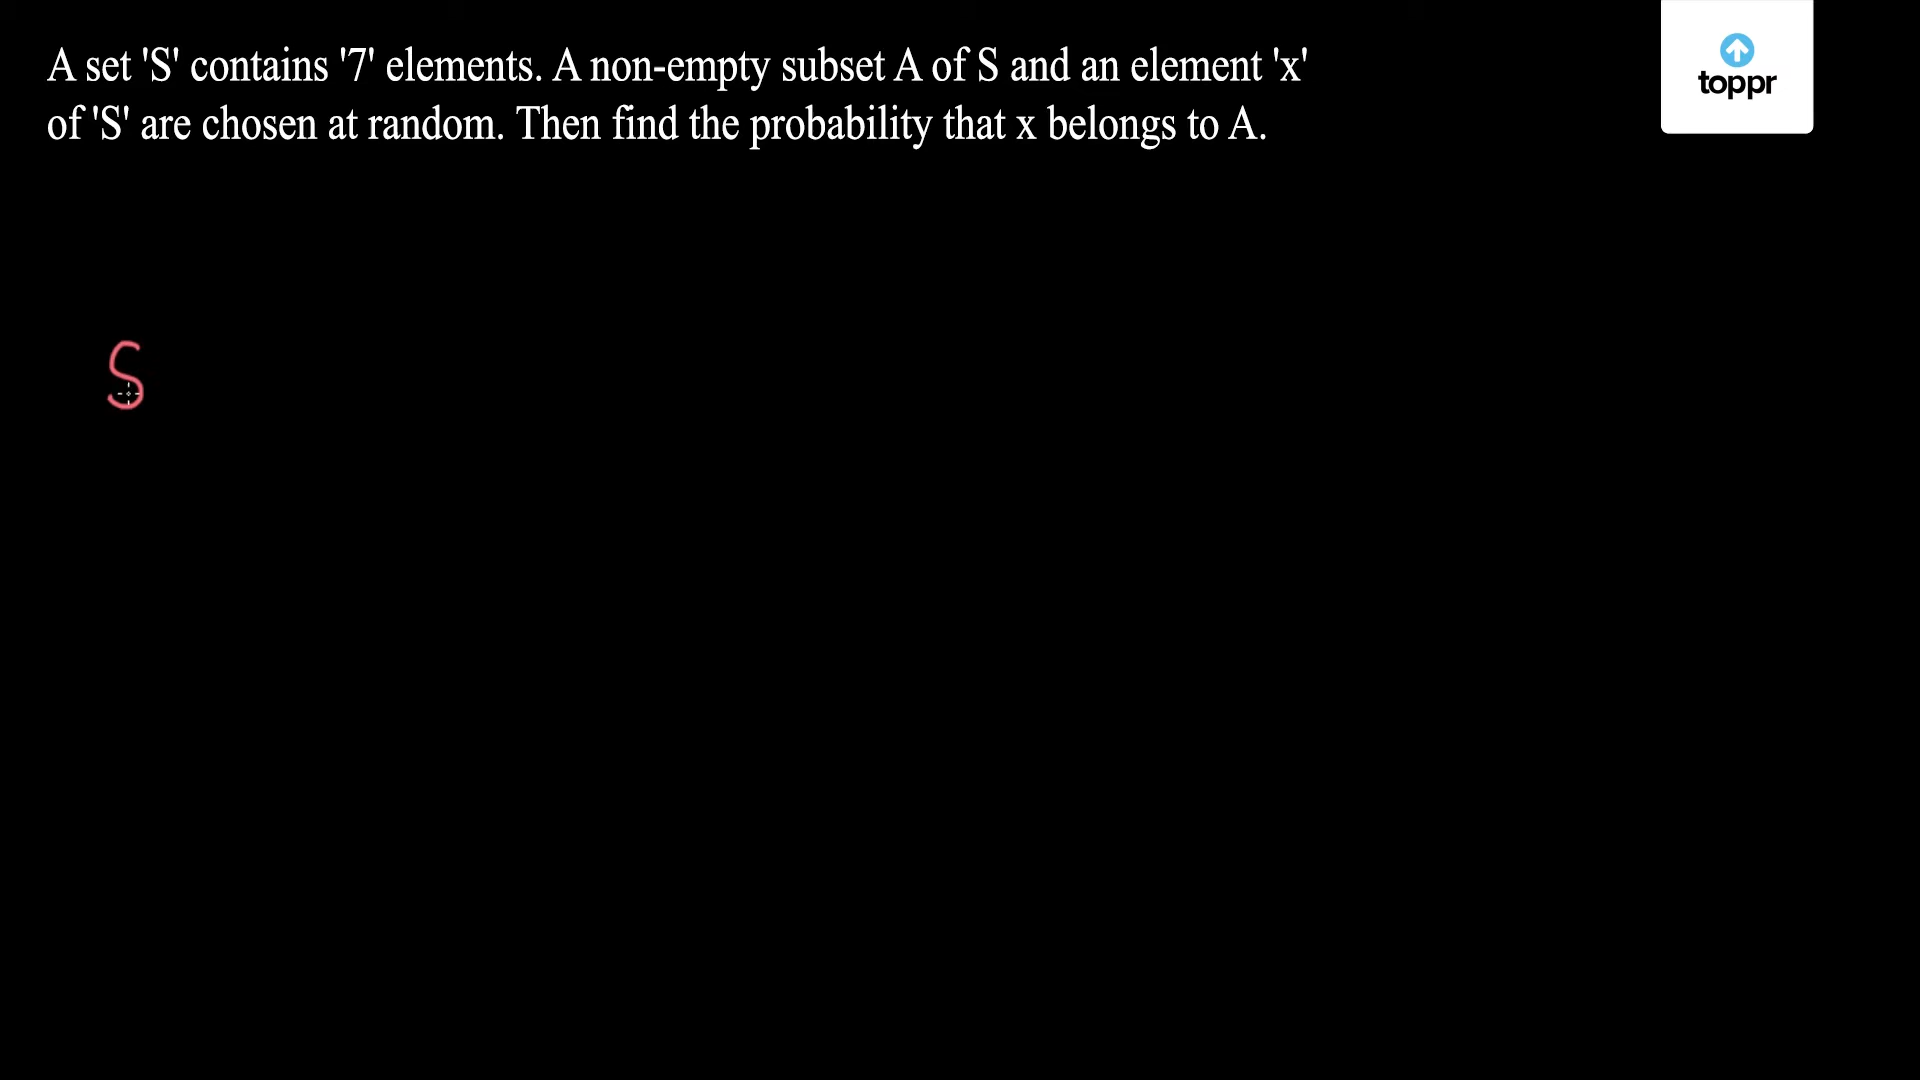 A set 'S' contains '7' elements. A non-empty subset A of S and an element 'x'
of 'S' are chosen at random. Then find the probability that x belongs to A.
toppr
S